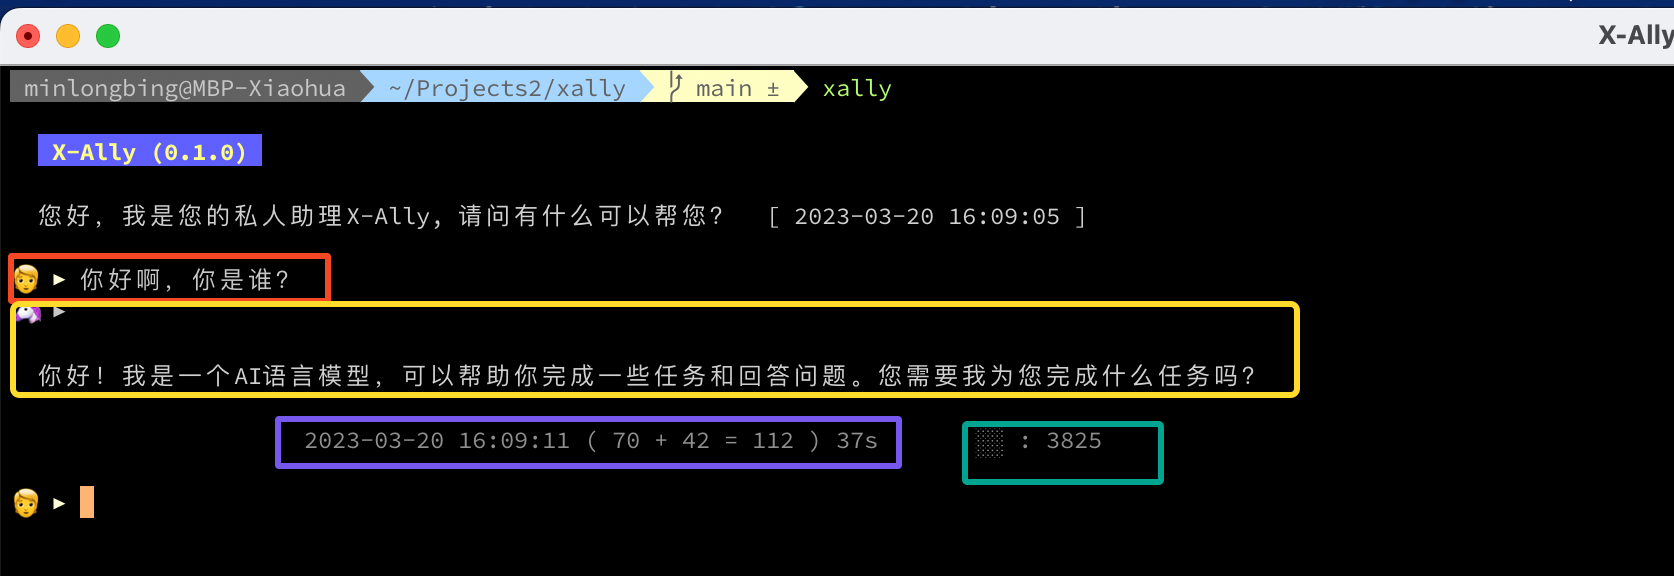 X-Ally
minlongbing@MBP-Xiaohua ~/Projects2/xally main ± xally
X-Ally (0.1.0)
您好，我是您的私人助理X-Ally，请问有什么可以帮您？ [ 2023-03-20 16:09:05 ]
你好啊，你是谁？
你好！我是一个AI语言模型，可以帮助你完成一些任务和回答问题。您需要我为您完成什么任务吗？
2023-03-20 16:09:11 ( 70 + 42 = 112 ) 37s ░░ : 3825